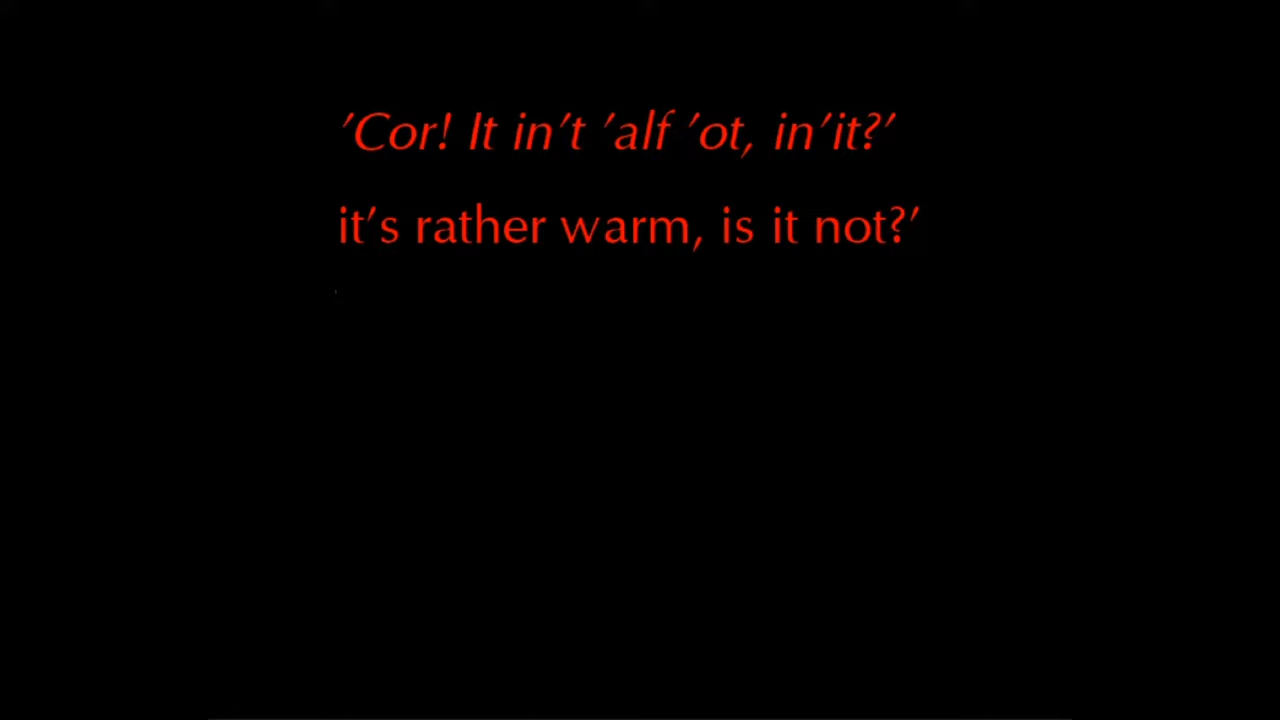 ’Cor! It in’t ’alf ’ot, in’it?’
it’s rather warm, is it not?’